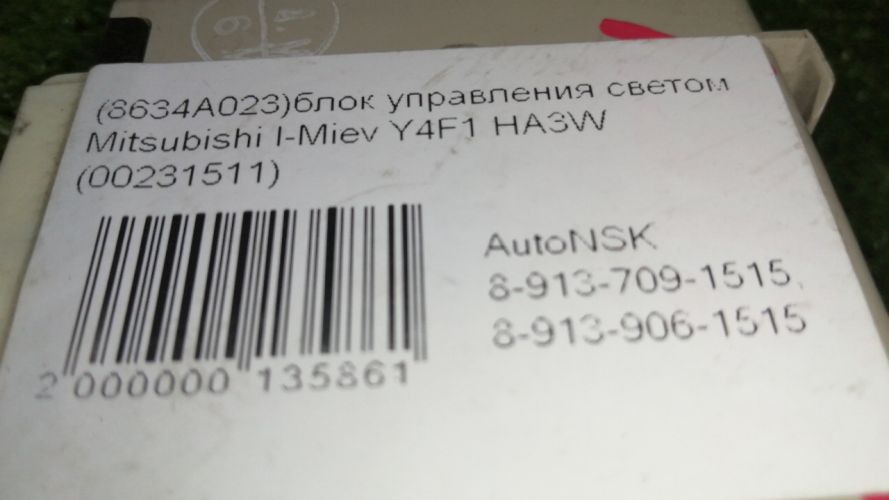 (8634A023)блок управления светом
Mitsubishi I-Miev Y4F1 HA3W
(00231511)
AutoNSK
8-913-709-1515,
8-913-906-1515
2 000000 135861